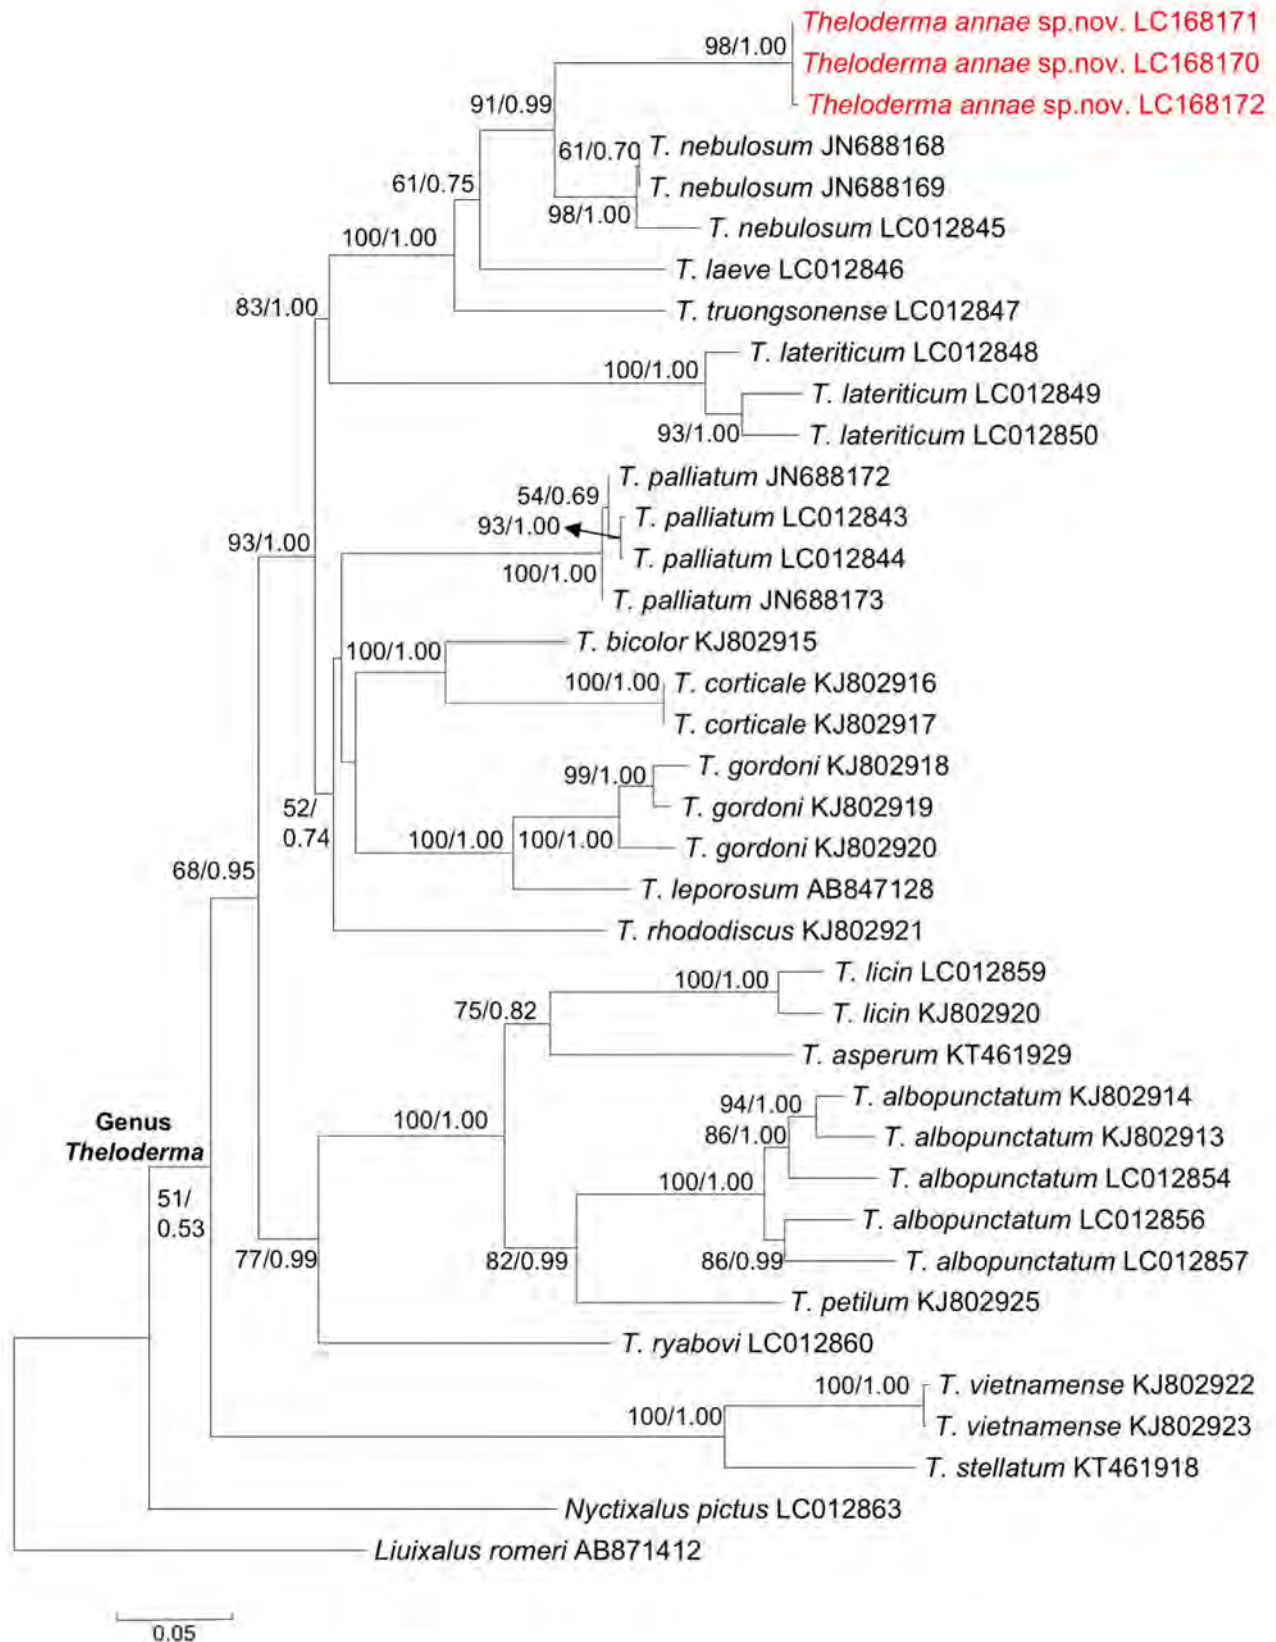 Theloderma annae sp.nov. LC168171
98/1.00
Theloderma annae sp.nov. LC168170
Theloderma annae sp.nov. LC168172
91/0.99
61/0.70
T. nebulosum JN688168
T. nebulosum JN688169
61/0.75
98/1.00
T. nebulosum LC012845
100/1.00
T. laeve LC012846
83/1.00
T. truongsonense LC012847
T. lateriticum LC012848
100/1.00
T. lateriticum LC012849
93/1.00
T. lateriticum LC012850
T. palliatum JN688172
54/0.69
93/1.00
T. palliatum LC012843
93/1.00
T. palliatum LC012844
100/1.00
T. palliatum JN688173
T. bicolor KJ802915
100/1.00
100/1.00
T. corticale KJ802916
T. corticale KJ802917
T. gordoni KJ802918
99/1.00
T. gordoni KJ802919
52/
0.74
100/1.00
100/1.00
T. gordoni KJ802920
68/0.95
T. leporosum AB847128
T. rhododiscus KJ802921
T. licin LC012859
100/1.00
75/0.82
T. licin KJ802920
T. asperum KT461929
T. albopunctatum KJ802914
94/1.00
Genus
Theloderma
100/1.00
86/1.00
T. albopunctatum KJ802913
100/1.00
T. albopunctatum LC012854
51/
0.53
T. albopunctatum LC012856
77/0.99
82/0.99
86/0.99
T. albopunctatum LC012857
T. petilum KJ802925
T. ryabovi LC012860
100/1.00
T. vietnamense KJ802922
100/1.00
T. vietnamense KJ802923
T. stellatum KT461918
Nyctixalus pictus LC012863
Liuixalus romeri AB871412
0.05